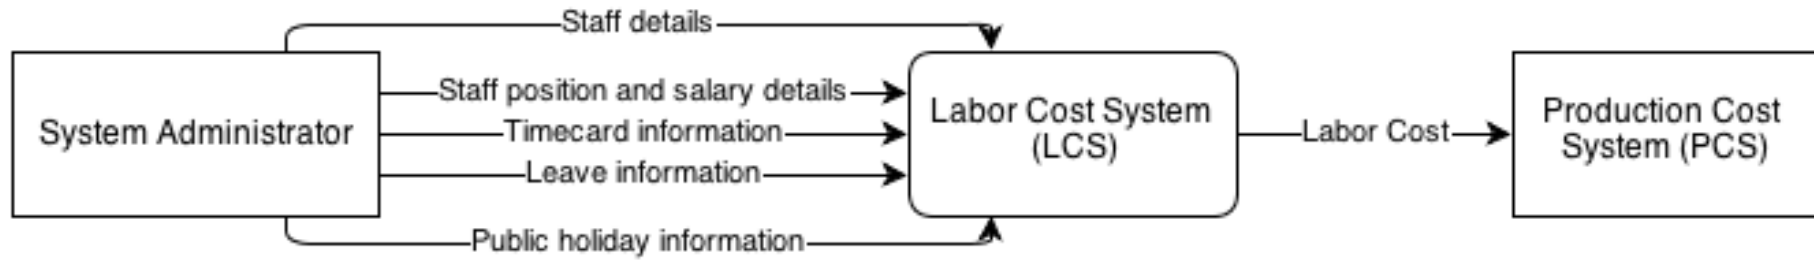 Staff details
Staff position and salary details
System Administrator
Timecard information
Leave information
Public holiday information
Labor Cost System
(LCS)
Labor Cost
Production Cost
System (PCS)